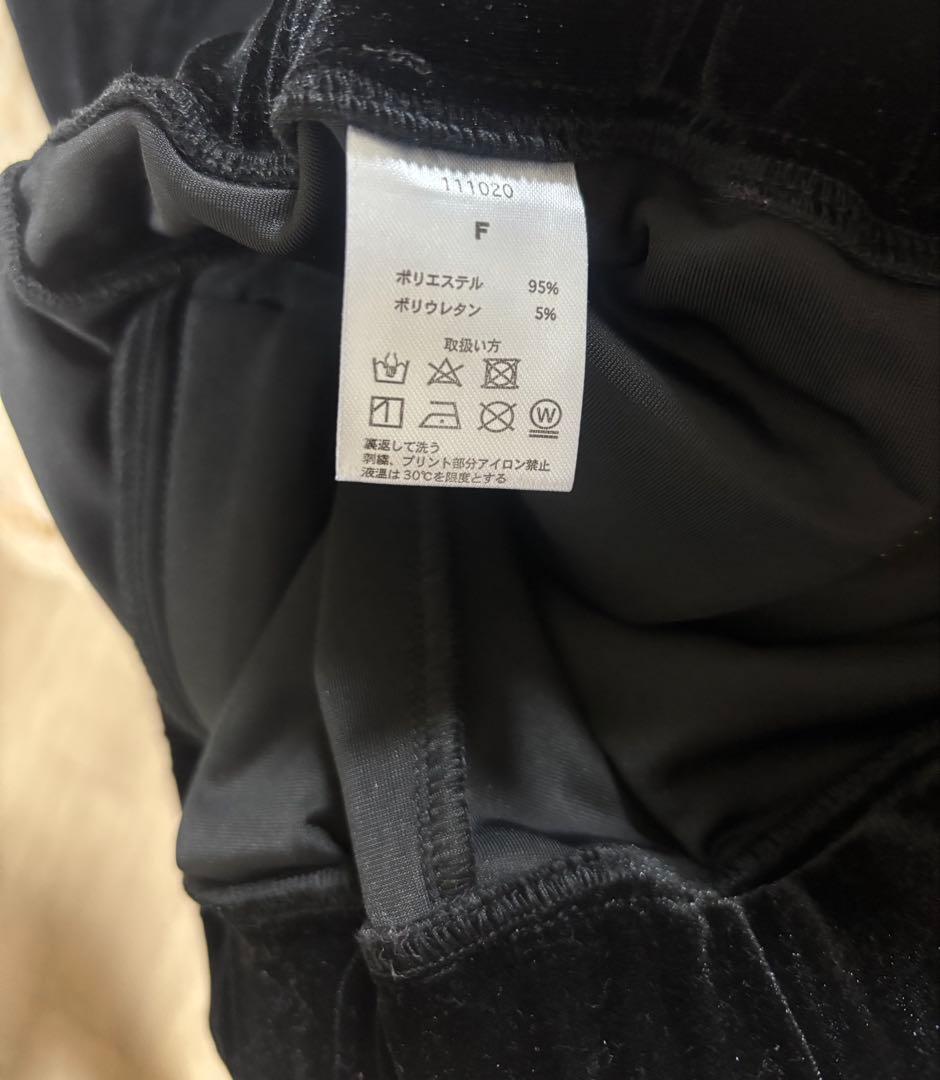 111020
F
ポリエステル 95%
ポリウレタン 5%
取扱い方
W
裏返して洗う
刺繍、プリント部分アイロン禁止
液温は30℃を限度とする